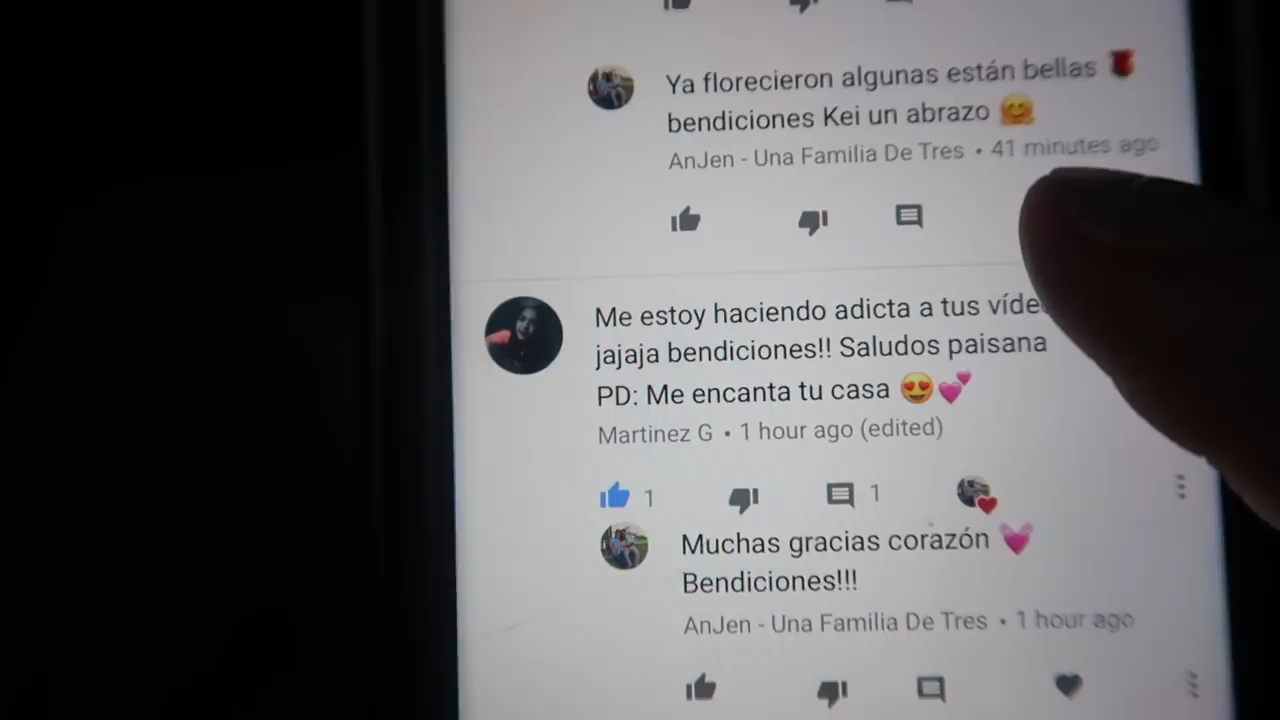 Ya florecieron algunas están bellas 🌹
bendiciones Kei un abrazo 🤗
AnJen - Una Familia De Tres • 41 minutes ago
Me estoy haciendo adicta a tus
jajaja bendiciones!! Saludos paisana
PD: Me encanta tu casa 😍💕
Martinez G • 1 hour ago (edited)
1
1
Muchas gracias corazón 💓
Bendiciones!!!
AnJen - Una Familia De Tres • 1 hour ago